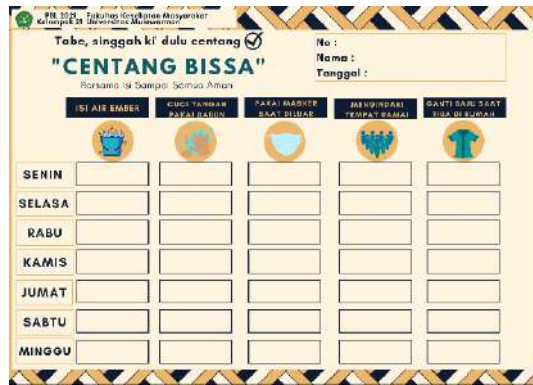 PBL 2021 Fakultas Kesehatan Masyarakat
Kelompok 21 Universitas Mulawarman
Tabe, singgah ki' dulu centang
"CENTANG BISSA"
Bersama Isi Sampai Semua Aman
No :
Nama :
Tanggal :
ISI AIR EMBER
CUCI TANGAN
PAKAI SABUN
PAKAI MASKER
SAAT DILUAR
MENGHINDARI
TEMPAT RAMAI
GANTI BAJU SAAT
TIBA DI RUMAH
SENIN
SELASA
RABU
KAMIS
JUMAT
SABTU
MINGGU